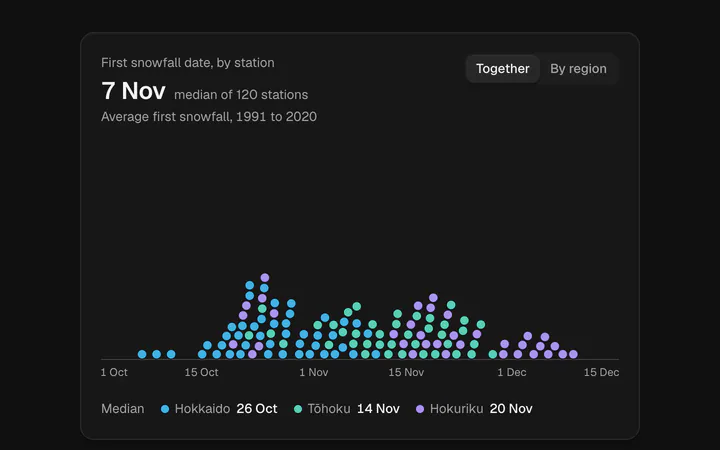 First snowfall date, by station
7 Nov median of 120 stations
Average first snowfall, 1991 to 2020
Together By region
1 Oct 15 Oct 1 Nov 15 Nov 1 Dec 15 Dec
Median Hokkaido 26 Oct Tōhoku 14 Nov Hokuriku 20 Nov